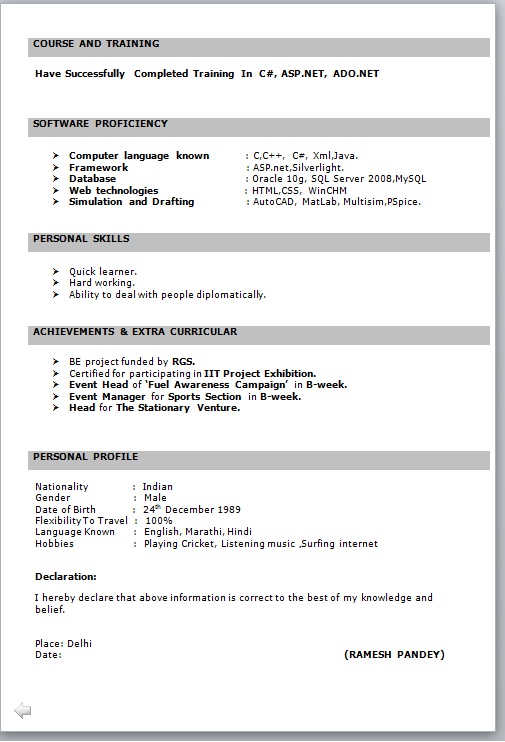 COURSE AND TRAINING
Have Successfully Completed Training In C#, ASP.NET, ADO.NET
SOFTWARE PROFICIENCY
➢ Computer language known : C,C++, C#, Xml,Java.
➢ Framework : ASP.net,Silverlight.
➢ Database : Oracle 10g, SQL Server 2008,MySQL
➢ Web technologies : HTML,CSS, WinCHM
➢ Simulation and Drafting : AutoCAD, MatLab, Multisim,PSpice.
PERSONAL SKILLS
➢ Quick learner.
➢ Hard working.
➢ Ability to deal with people diplomatically.
ACHIEVEMENTS & EXTRA CURRICULAR
➢ BE project funded by RGS.
➢ Certified for participating in IIT Project Exhibition.
➢ Event Head of ‘Fuel Awareness Campaign’ in B-week.
➢ Event Manager for Sports Section in B-week.
➢ Head for The Stationary Venture.
PERSONAL PROFILE
Nationality : Indian
Gender : Male
Date of Birth : 24th December 1989
Flexibility To Travel : 100%
Language Known : English, Marathi, Hindi
Hobbies : Playing Cricket, Listening music ,Surfing internet
Declaration:
I hereby declare that above information is correct to the best of my knowledge and
belief.
Place: Delhi
Date: (RAMESH PANDEY)